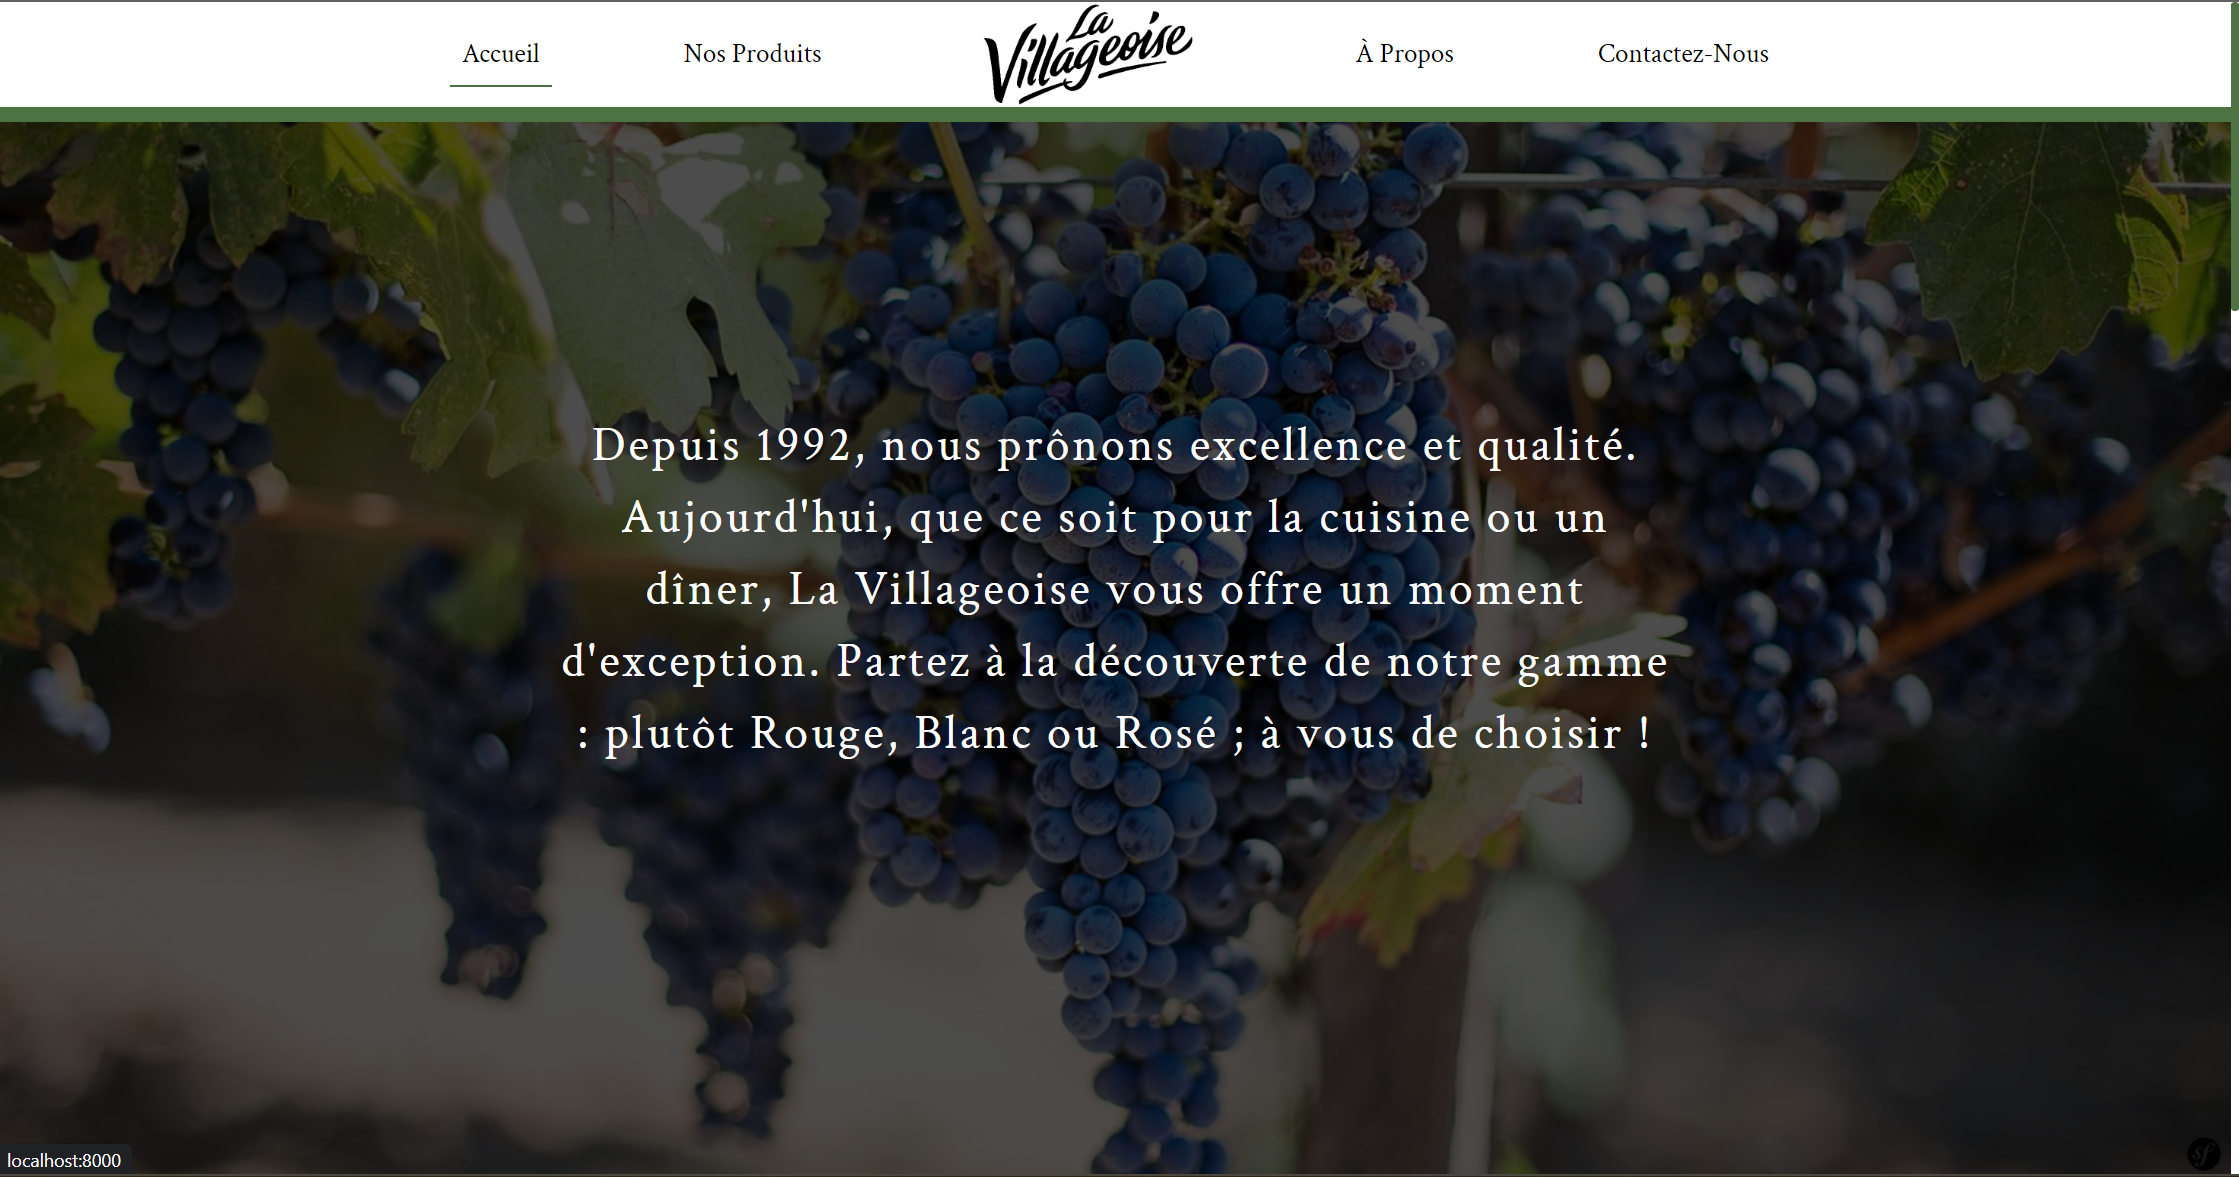 Accueil
Nos Produits
La
Villageoise
À Propos
Contactez-Nous
Depuis 1992, nous prônons excellence et qualité.
Aujourd'hui, que ce soit pour la cuisine ou un
dîner, La Villageoise vous offre un moment
d'exception. Partez à la découverte de notre gamme
: plutôt Rouge, Blanc ou Rosé ; à vous de choisir !
localhost:8000
sf